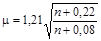 μ = 1,21√((n + 0,22)/(n + 0,08))